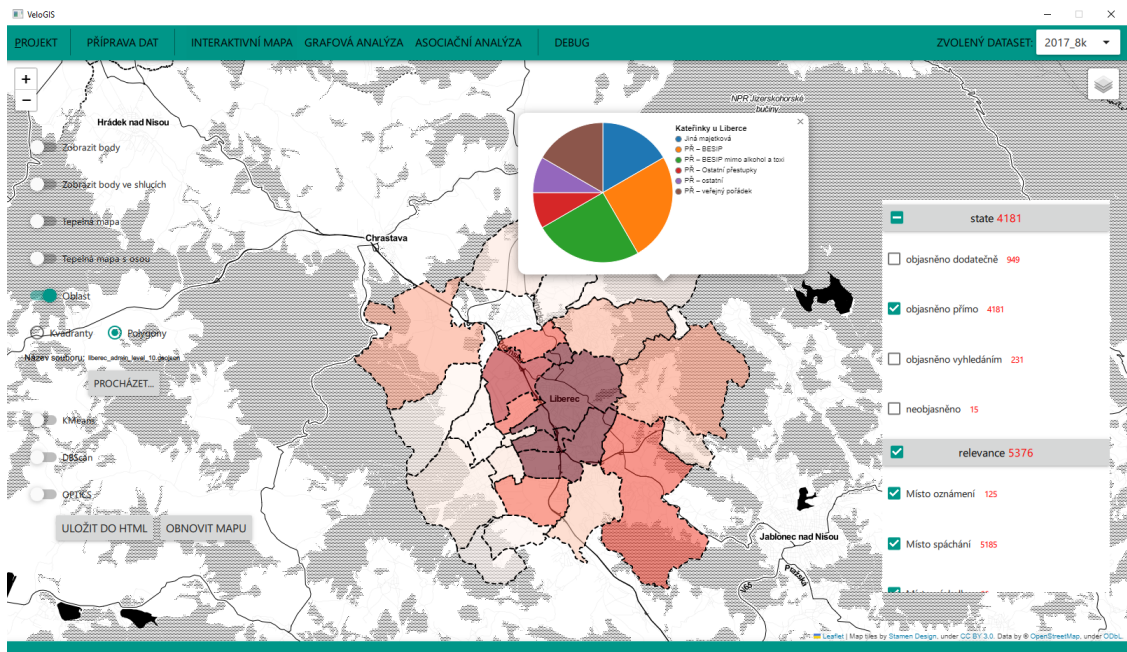 VeloGIS
PROJEKT PŘÍPRAVA DAT INTERAKTIVNÍ MAPA GRAFOVÁ ANALÝZA ASOCIAČNÍ ANALÝZA DEBUG ZVOLENÝ DATASET: 2017_8k
+
−
Hrádek nad Nisou
NPR Jizerskohorské
bučiny
Zobrazit body
Zobrazit body ve shlucích
Tepelná mapa
Tepelná mapa s osou
Oblast
Kvadranty Polygony
Název souboru: liberec_admin_level_10.geojson
PROCHÁZET...
KMeans
DBScan
OPTICS
ULOŽIT DO HTML OBNOVIT MAPU
Chrastava
Kateřinky u Liberce
Jiná majetková
PŘ – BESIP
PŘ – BESIP mimo alkohol a toxi
PŘ – Ostatní přestupky
PŘ – ostatní
PŘ – veřejný pořádek
×
Liberec
Jablonec nad Nisou
Pražská
state 4181
objasněno dodatečně 949
objasněno přímo 4181
objasněno vyhledáním 231
neobjasněno 15
relevance 5376
Místo oznámení 125
Místo spáchání 5185
Leaflet | Map tiles by Stamen Design, under CC BY 3.0. Data by © OpenStreetMap, under ODbL.